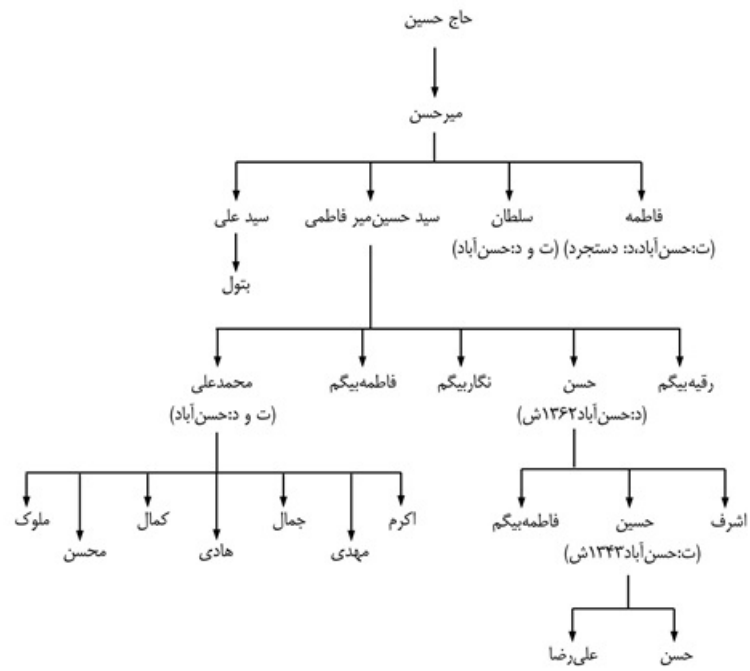 حاج حسین
میرحسن
فاطمه سلطان سید حسین‌میر فاطمی سید علی
(ت:حسن‌آباد،د: دستجرد) (ت و د:حسن‌آباد)
بتول
رقیه‌بیگم حسن نگاربیگم فاطمه‌بیگم محمدعلی
(د:حسن‌آباد۱۳۶۲ش) (ت و د:حسن‌آباد)
اشرف حسین فاطمه‌بیگم اکرم جمال کمال ملوک
(ت:حسن‌آباد۱۳۴۳ش) مهدی هادی محسن
حسن علی‌رضا